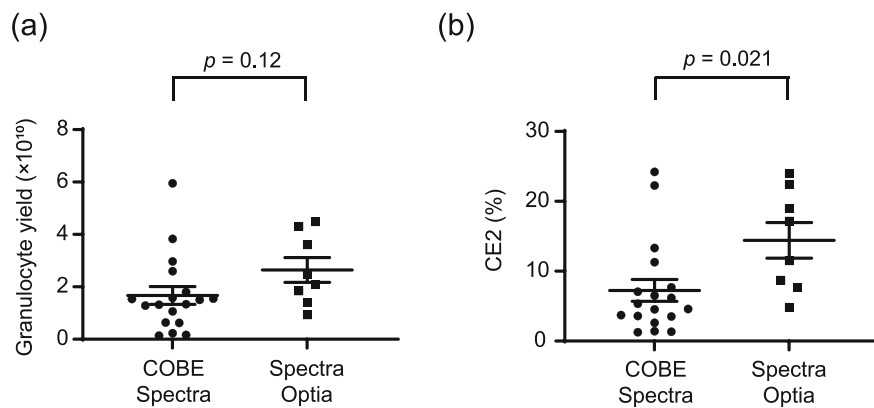 (a)
p = 0.12
Granulocyte yield (×10¹⁰)
8
6
4
2
0
COBE
Spectra
Spectra
Optia
(b)
p = 0.021
CE2 (%)
30
20
10
0
COBE
Spectra
Spectra
Optia